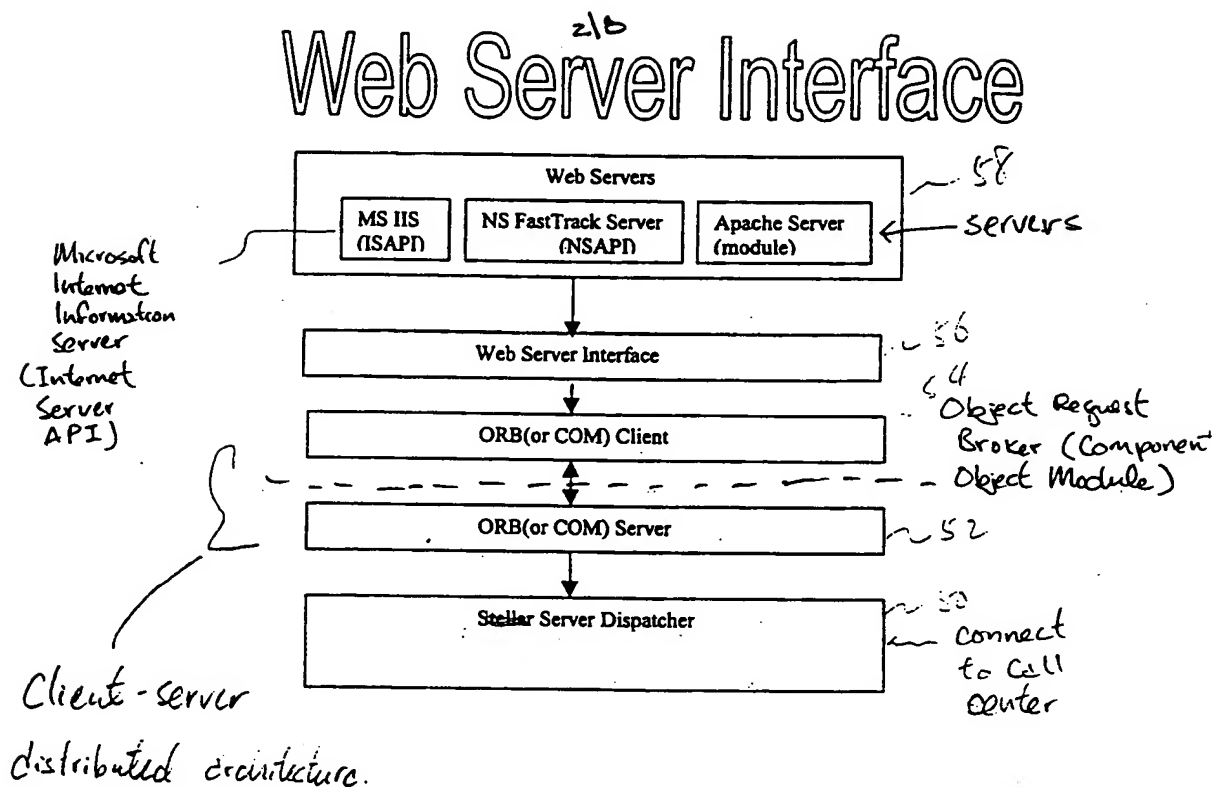 2/8
Web Server Interface
Web Servers
58
MS IIS
(ISAPI)
NS FastTrack Server
(NSAPI)
Apache Server
(module)
servers
Microsoft
Internet
Information
Server
(Internet
Server
API)
Web Server Interface
56
54
ORB(or COM) Client
Object Request
Broker (Component
Object Module)
ORB(or COM) Server
52
Stellar Server Dispatcher
50
connect
to call
center
Client-server
distributed architecture.